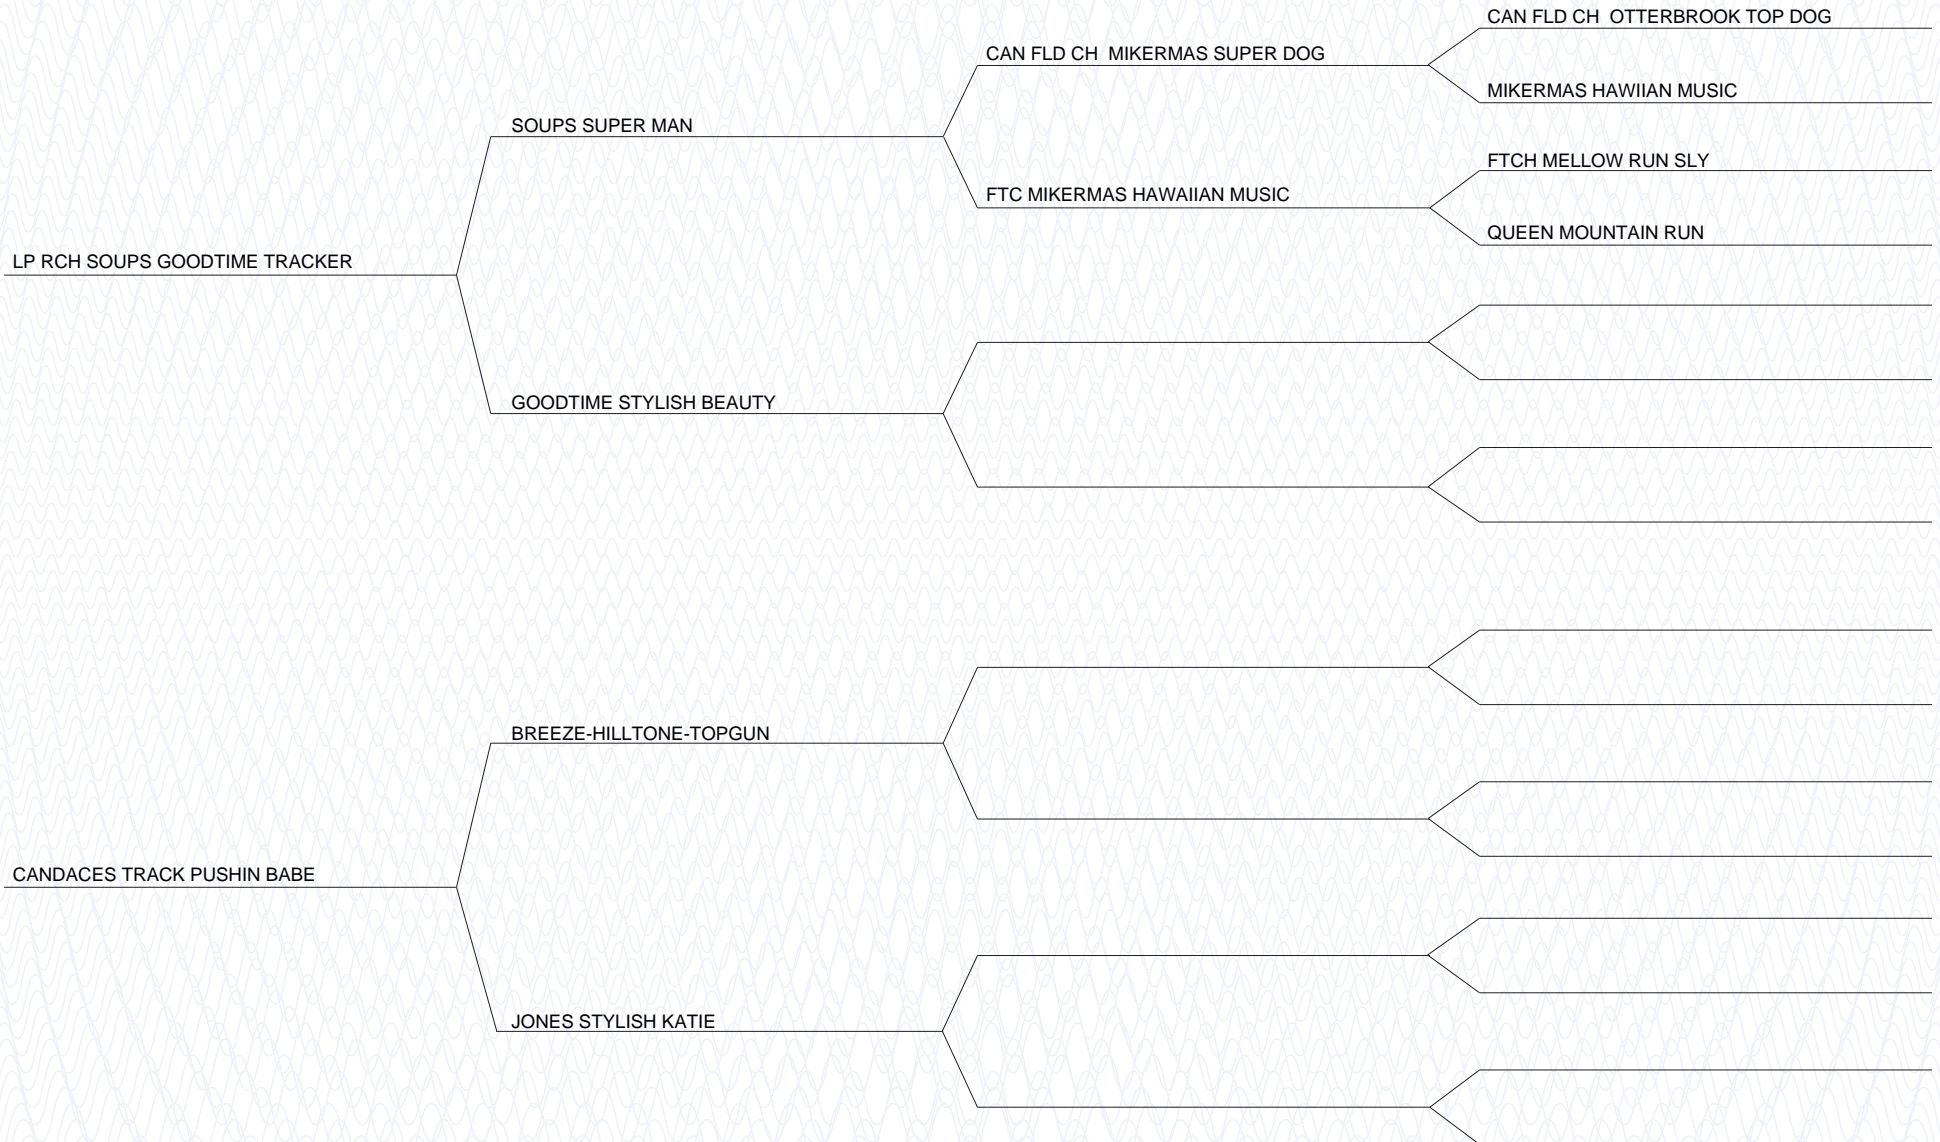 CAN FLD CH  OTTERBROOK TOP DOG
CAN FLD CH  MIKERMAS SUPER DOG
MIKERMAS HAWIIAN MUSIC
SOUPS SUPER MAN
FTCH MELLOW RUN SLY
FTC MIKERMAS HAWAIIAN MUSIC
QUEEN MOUNTAIN RUN
LP RCH SOUPS GOODTIME TRACKER
GOODTIME STYLISH BEAUTY
BREEZE-HILLTONE-TOPGUN
CANDACES TRACK PUSHIN BABE
JONES STYLISH KATIE